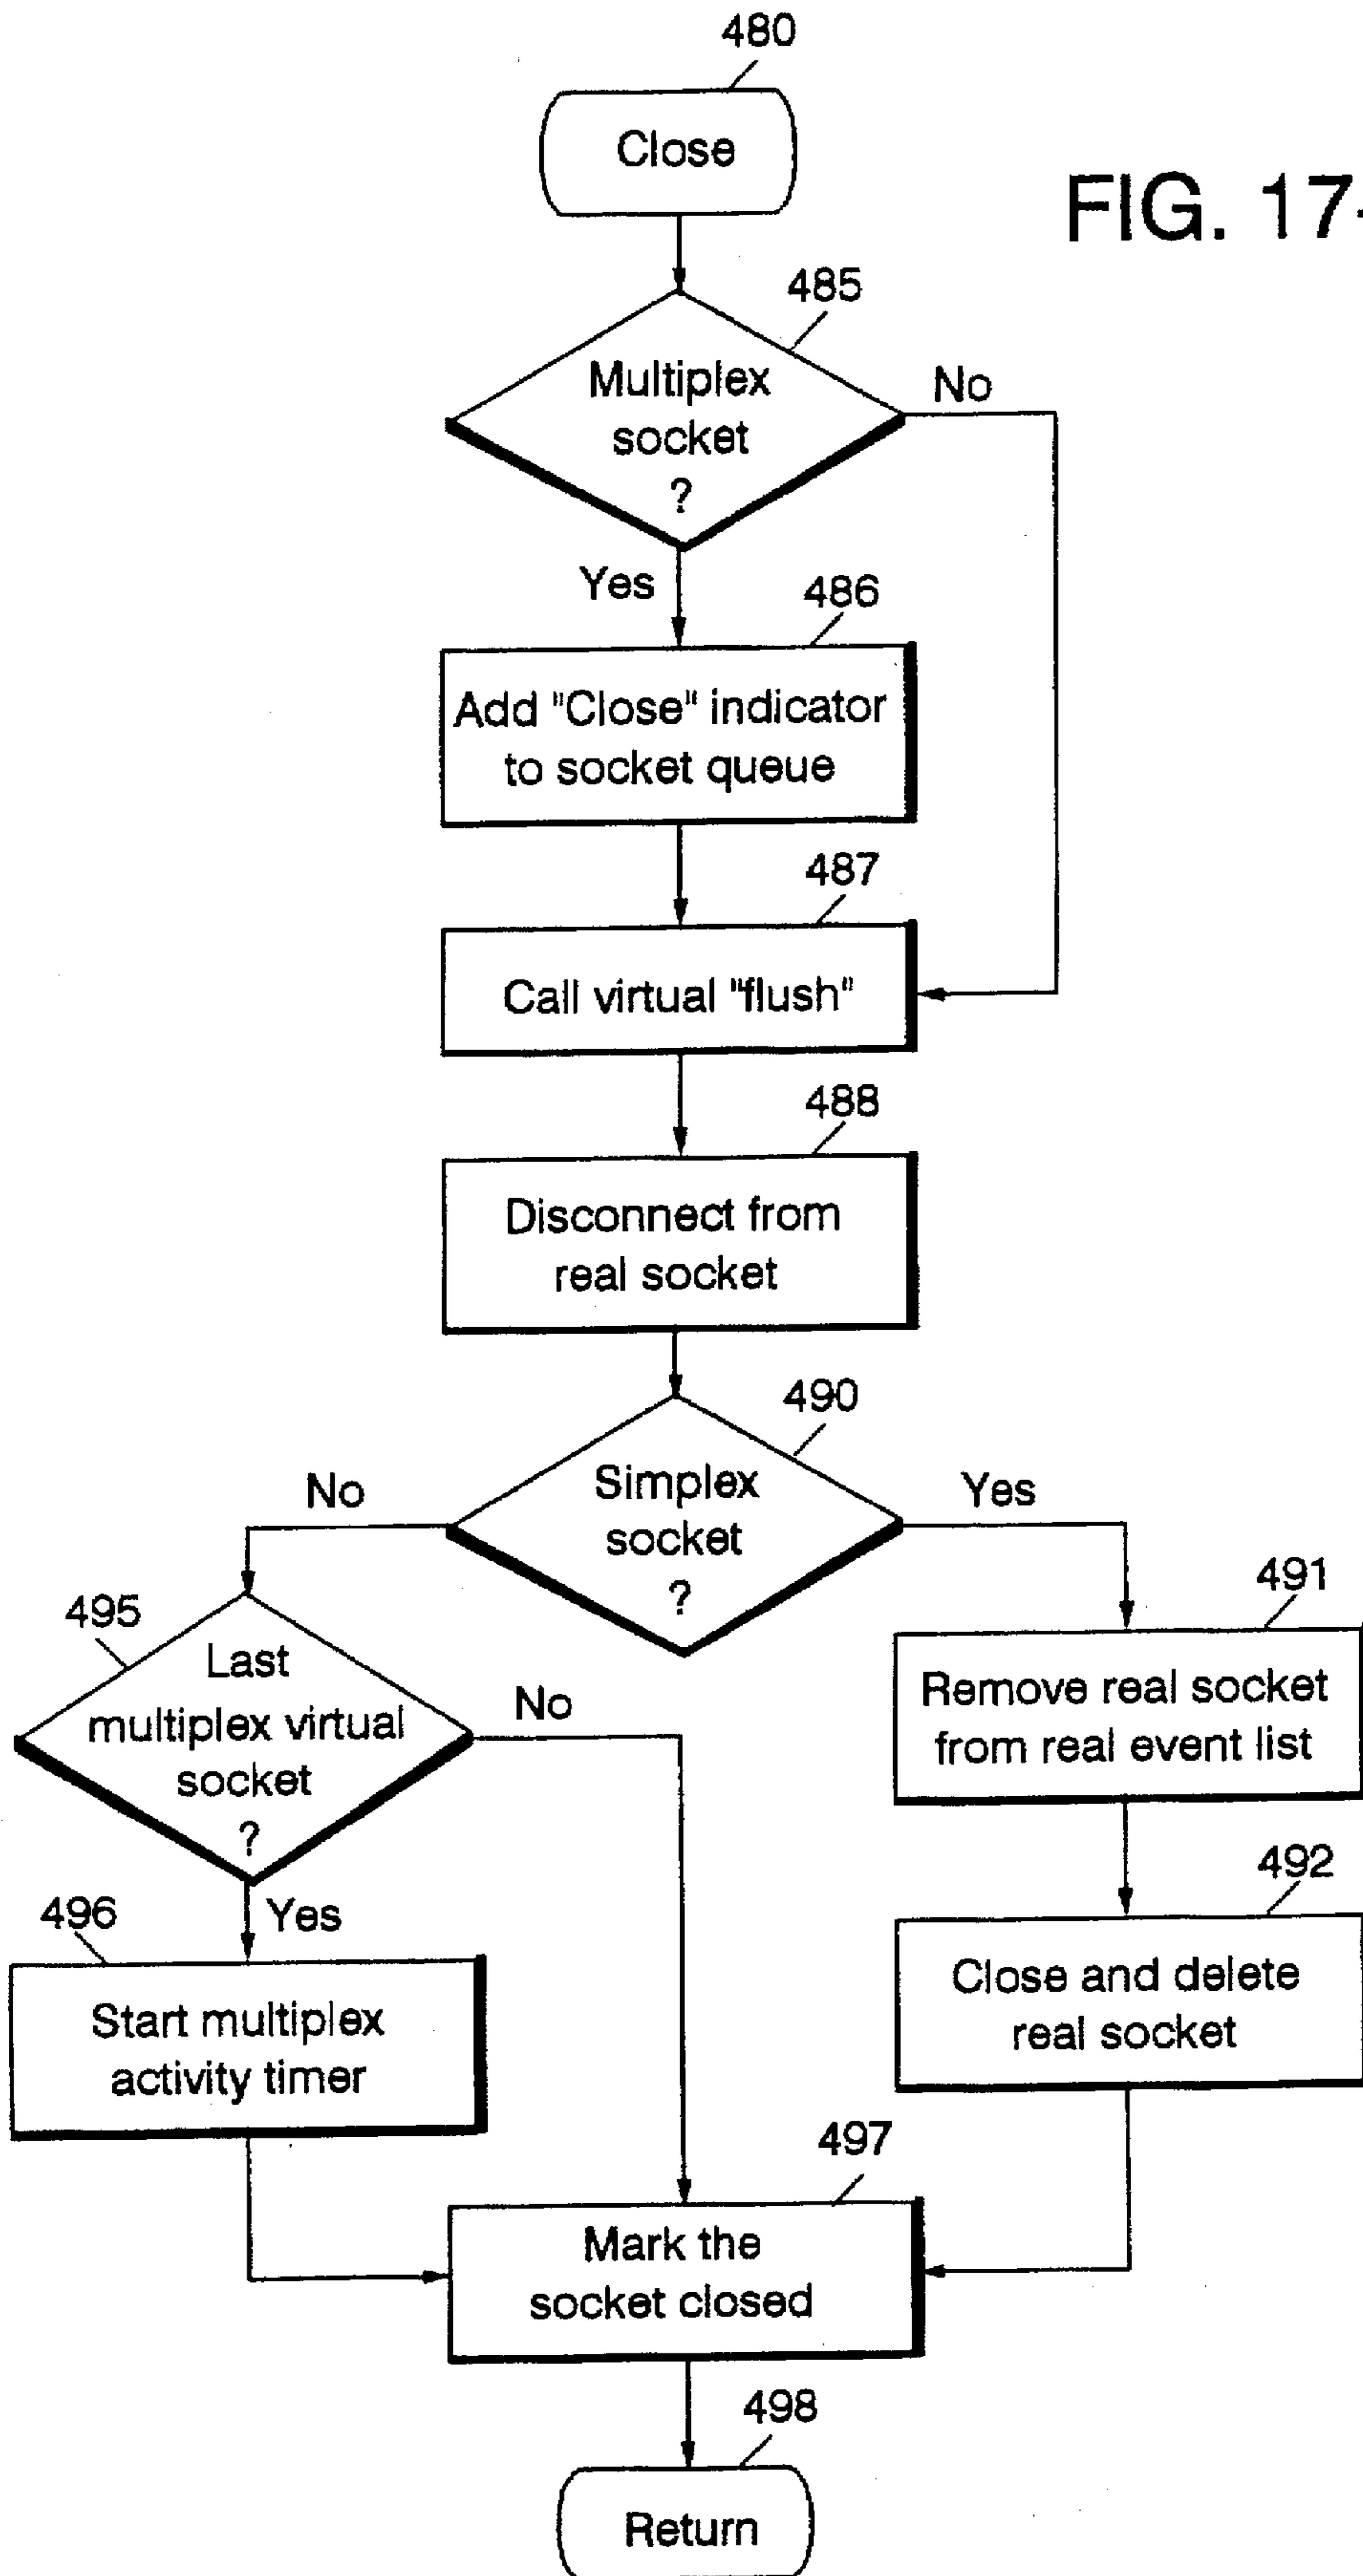 480
Close
FIG. 17-
485
Multiplex
socket
?
No
Yes
486
Add "Close" indicator
to socket queue
487
Call virtual "flush"
488
Disconnect from
real socket
490
Simplex
socket
?
No
Yes
495
Last
multiplex virtual
socket
?
No
491
Remove real socket
from real event list
496
Yes
Start multiplex
activity timer
492
Close and delete
real socket
497
Mark the
socket closed
498
Return